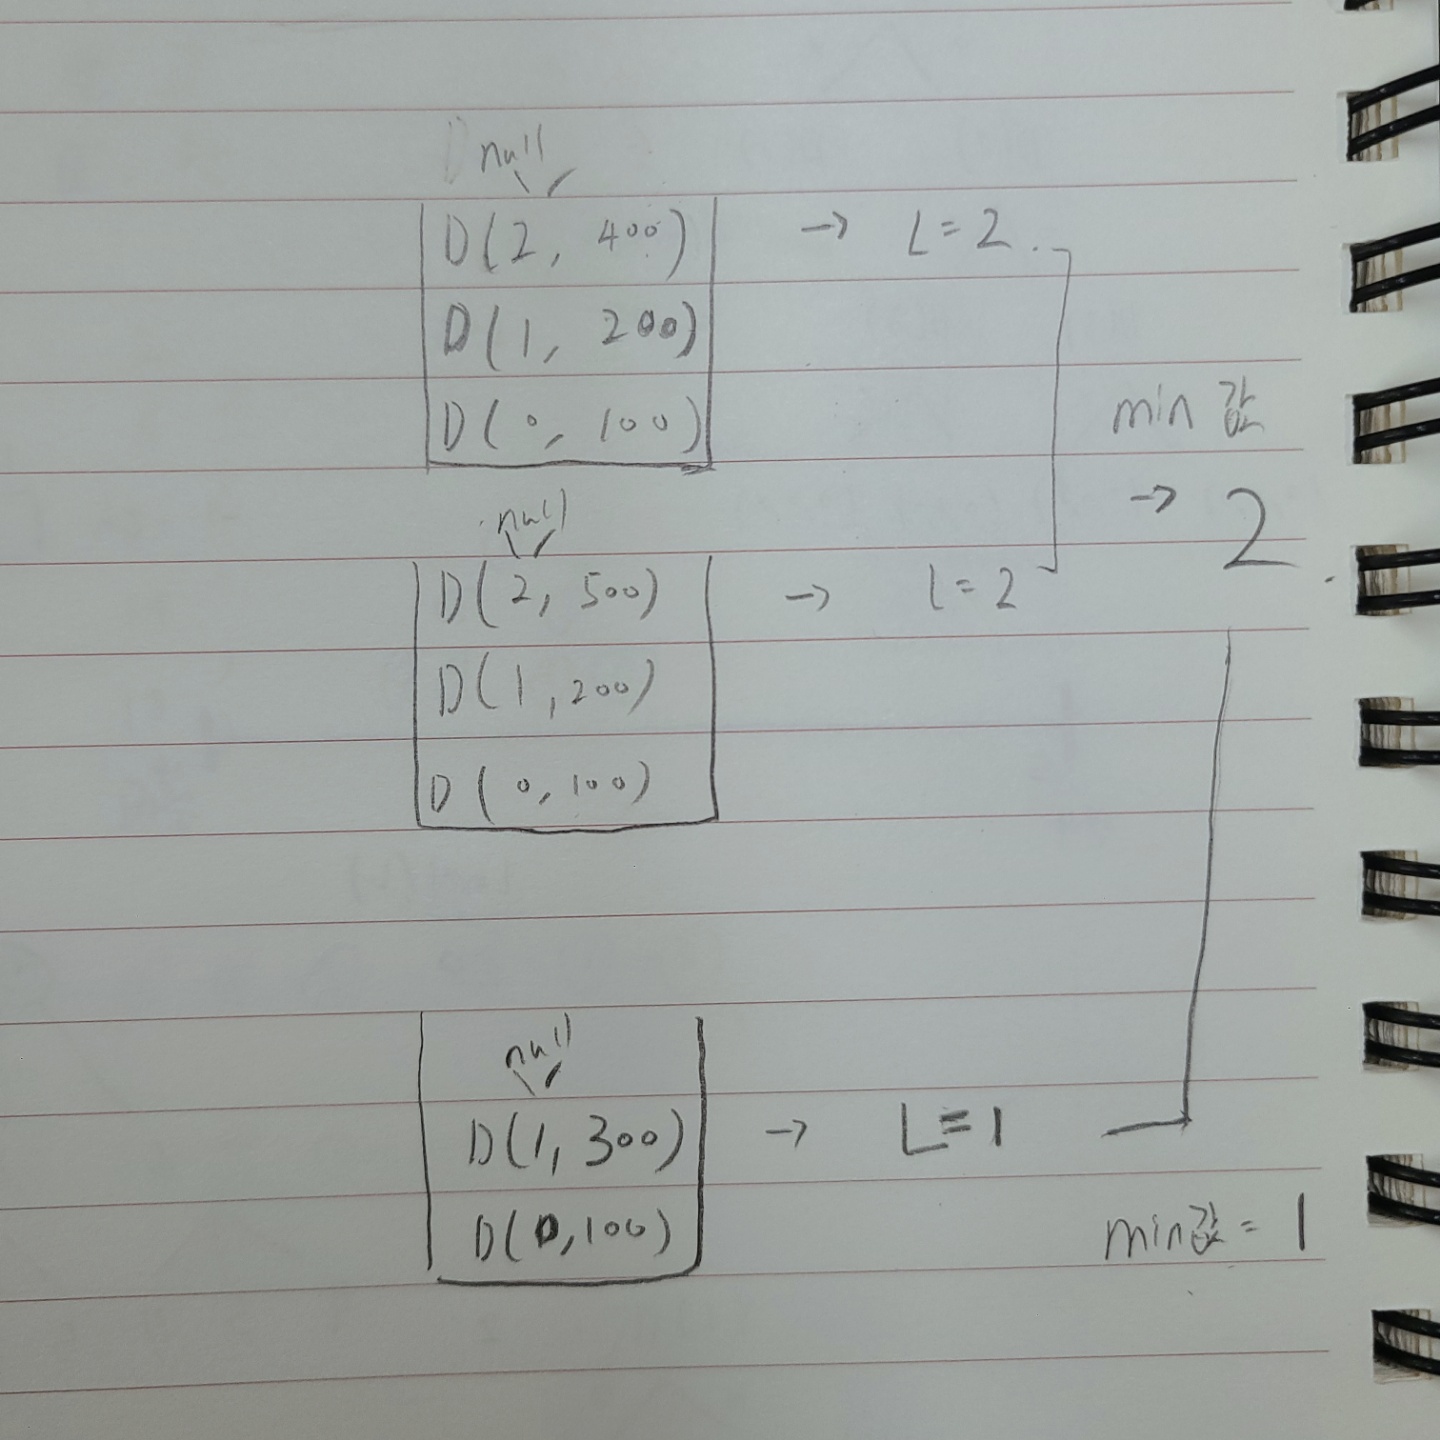 null
D(2, 400) → L=2.
D(1, 200)
D(0, 100)
min 값
→ 2
null
D(2, 500) → L=2
D(1, 200)
D(0, 100)
null
D(1, 300) → L=1
D(0, 100)
min값 = 1